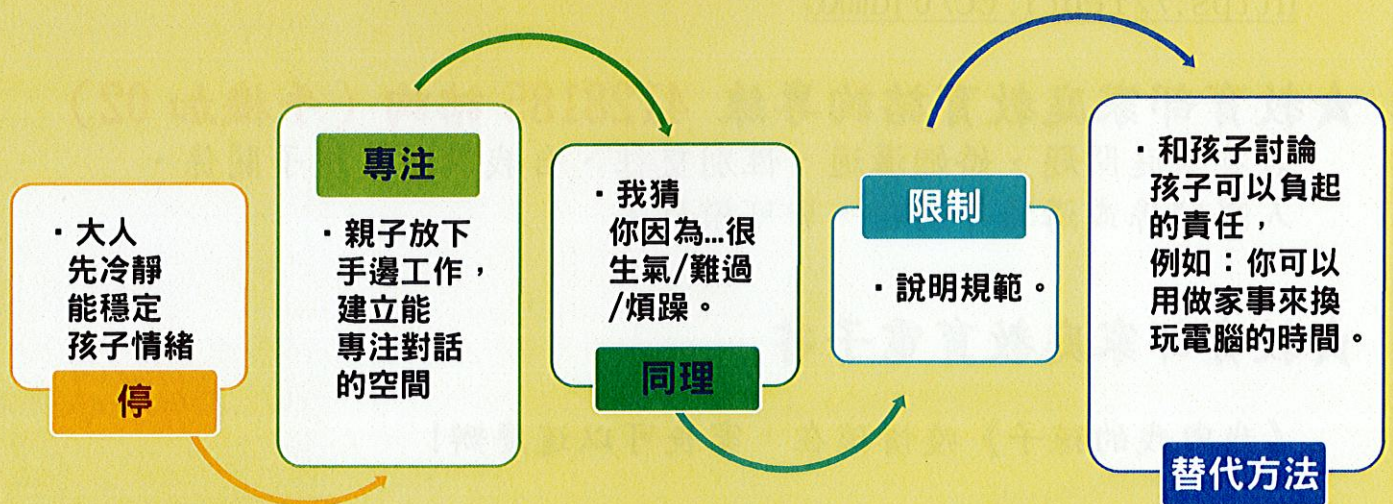 ・大人
先冷靜
能穩定
孩子情緒
停
專注
・親子放下
手邊工作，
建立能
專注對話
的空間
・我猜
你因為...很
生氣/難過
/煩躁。
同理
限制
・說明規範。
・和孩子討論
孩子可以負起
的責任，
例如：你可以
用做家事來換
玩電腦的時間。
替代方法